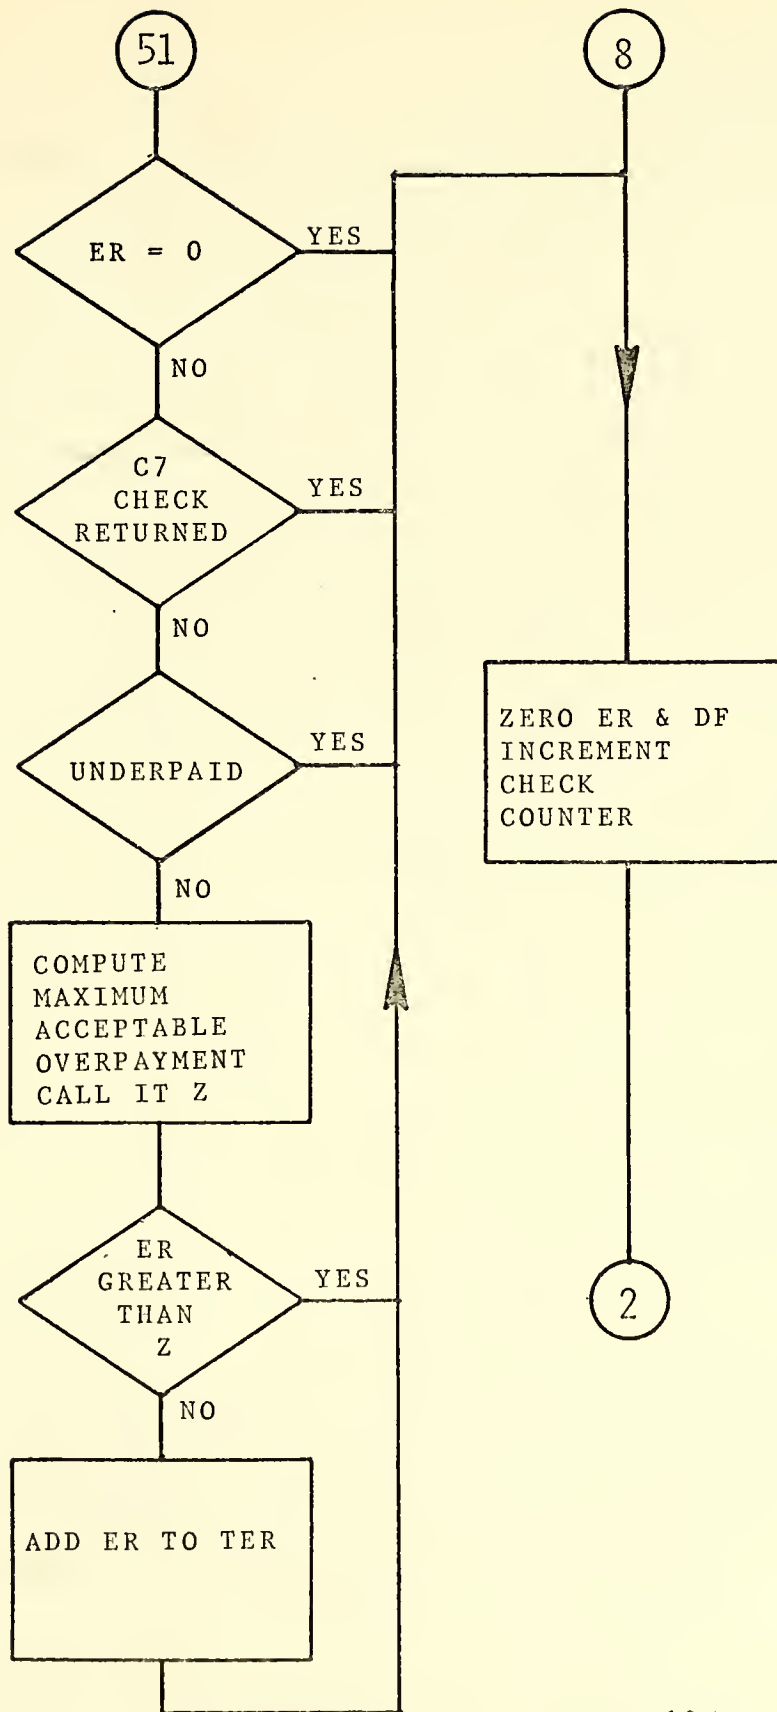 51
ER = 0
YES
NO
C7
CHECK
RETURNED
YES
NO
UNDERPAID
YES
NO
COMPUTE
MAXIMUM
ACCEPTABLE
OVERPAYMENT
CALL IT Z
ER
GREATER
THAN
Z
YES
NO
ADD ER TO TER
8
ZERO ER & DF
INCREMENT
CHECK
COUNTER
2